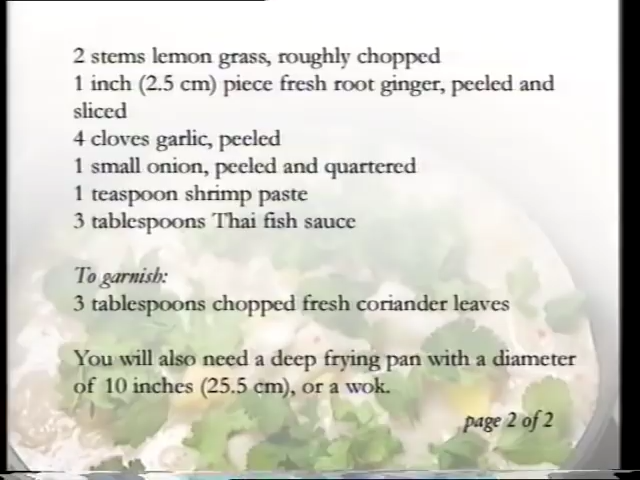 2 stems lemon grass, roughly chopped
1 inch (2.5 cm) piece fresh root ginger, peeled and
sliced
4 cloves garlic, peeled
1 small onion, peeled and quartered
1 teaspoon shrimp paste
3 tablespoons Thai fish sauce
To garnish:
3 tablespoons chopped fresh coriander leaves
You will also need a deep frying pan with a diameter
of 10 inches (25.5 cm), or a wok.
page 2 of 2